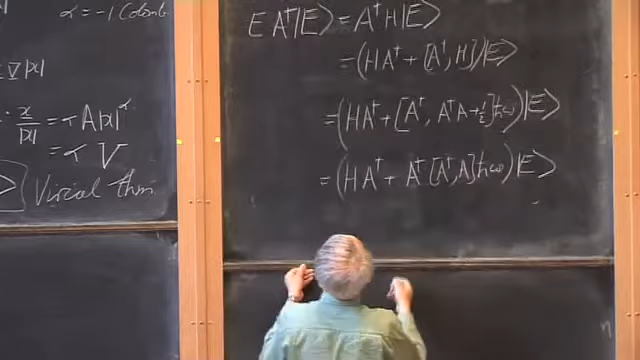 α = -1 (Coulomb
∇|x|
x/|x| = α A|x|^α
= α V
Virial thm
E A†|E⟩ = A†H|E⟩
= (HA† + [A†, H])|E⟩
= (HA† + [A†, A†A + ½]ħω)|E⟩
= (HA† + A†[A†, A]ħω)|E⟩